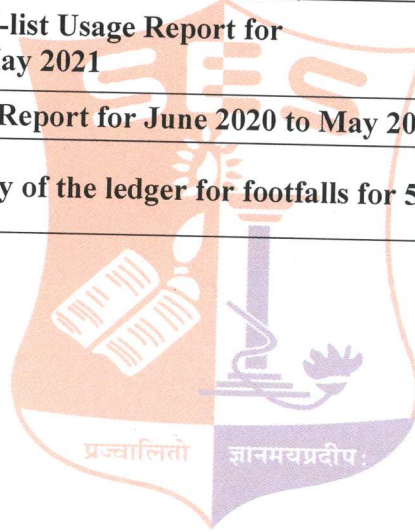 SES
-list Usage Report for
ay 2021
Report for June 2020 to May 20
y of the ledger for footfalls for 5
प्रज्वालितो ज्ञानमयप्रदीपः